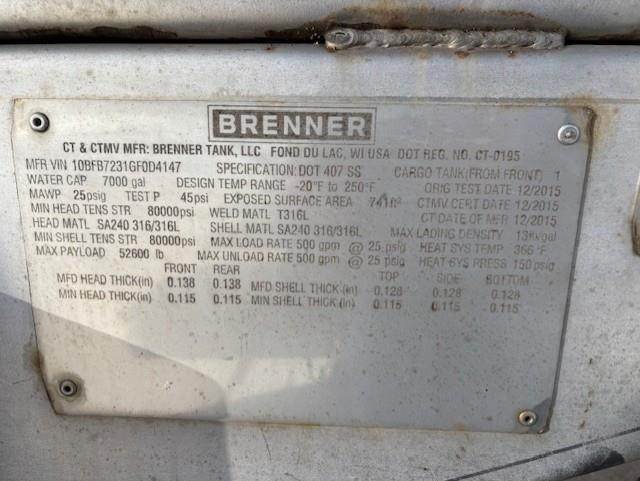 BRENNER
CT & CTMV MFR: BRENNER TANK, LLC FOND DU LAC, WI USA DOT REG. NO. CT-0195
MFR VIN 10BFB7231GF0D4147 SPECIFICATION: DOT 407 SS CARGO TANK(FROM FRONT) 1
WATER CAP 7000 gal DESIGN TEMP RANGE -20°F to 250°F ORIG TEST DATE 12/2015
MAWP 25psig TEST P 45psi EXPOSED SURFACE AREA ft² CTMV CERT DATE 12/2015
MIN HEAD TENS STR 80000psi WELD MATL T316L CT DATE OF MFR 12/2015
HEAD MATL SA240 316/316L SHELL MATL SA240 316/316L MAX LADING DENSITY
MIN SHELL TENS STR 80000psi MAX LOAD RATE 500 gpm @ 25 psig HEAT SYS TEMP 366°F
MAX PAYLOAD 52600 lb MAX UNLOAD RATE 500 gpm @ 25 psig HEAT SYS PRESS 150 psig
FRONT REAR TOP SIDE BOTTOM
MFD HEAD THICK(in) 0.138 0.138 MFD SHELL THICK(in) 0.128 0.128 0.128
MIN HEAD THICK(in) 0.115 0.115 MIN SHELL THICK(in) 0.115 0.115 0.115